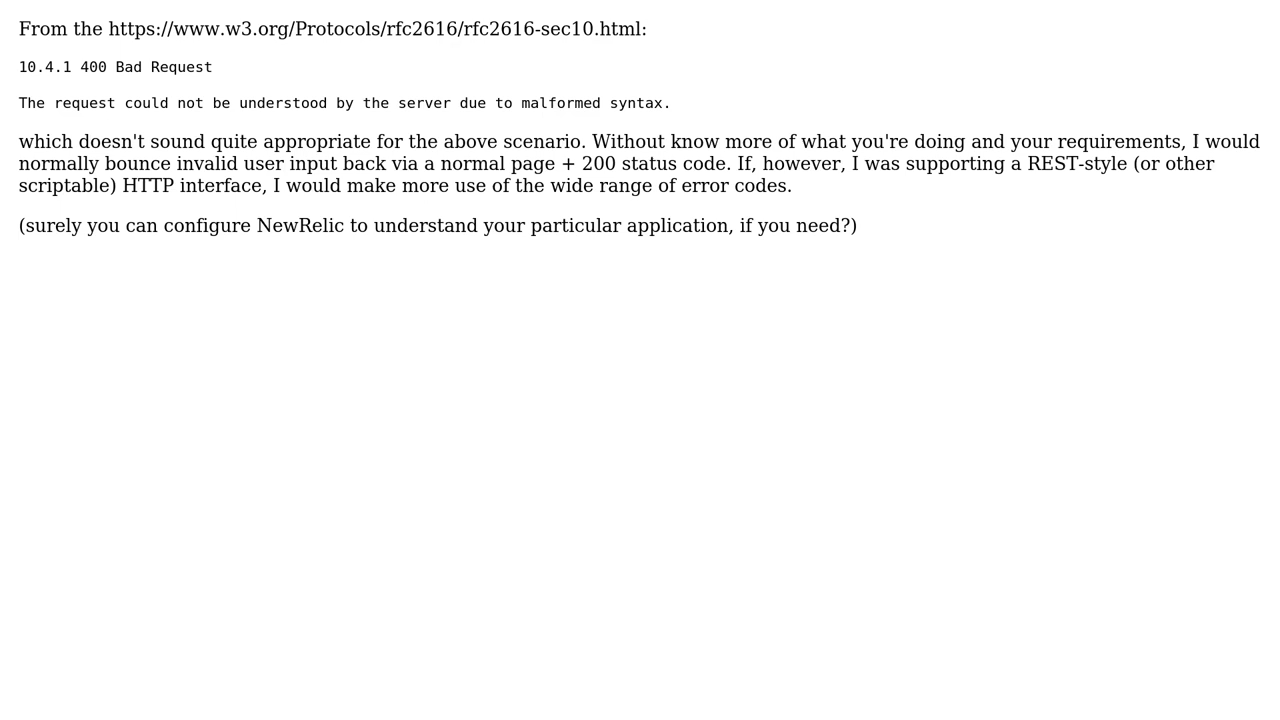 From the https://www.w3.org/Protocols/rfc2616/rfc2616-sec10.html:
10.4.1 400 Bad Request
The request could not be understood by the server due to malformed syntax.
which doesn't sound quite appropriate for the above scenario. Without know more of what you're doing and your requirements, I would
normally bounce invalid user input back via a normal page + 200 status code. If, however, I was supporting a REST-style (or other
scriptable) HTTP interface, I would make more use of the wide range of error codes.
(surely you can configure NewRelic to understand your particular application, if you need?)